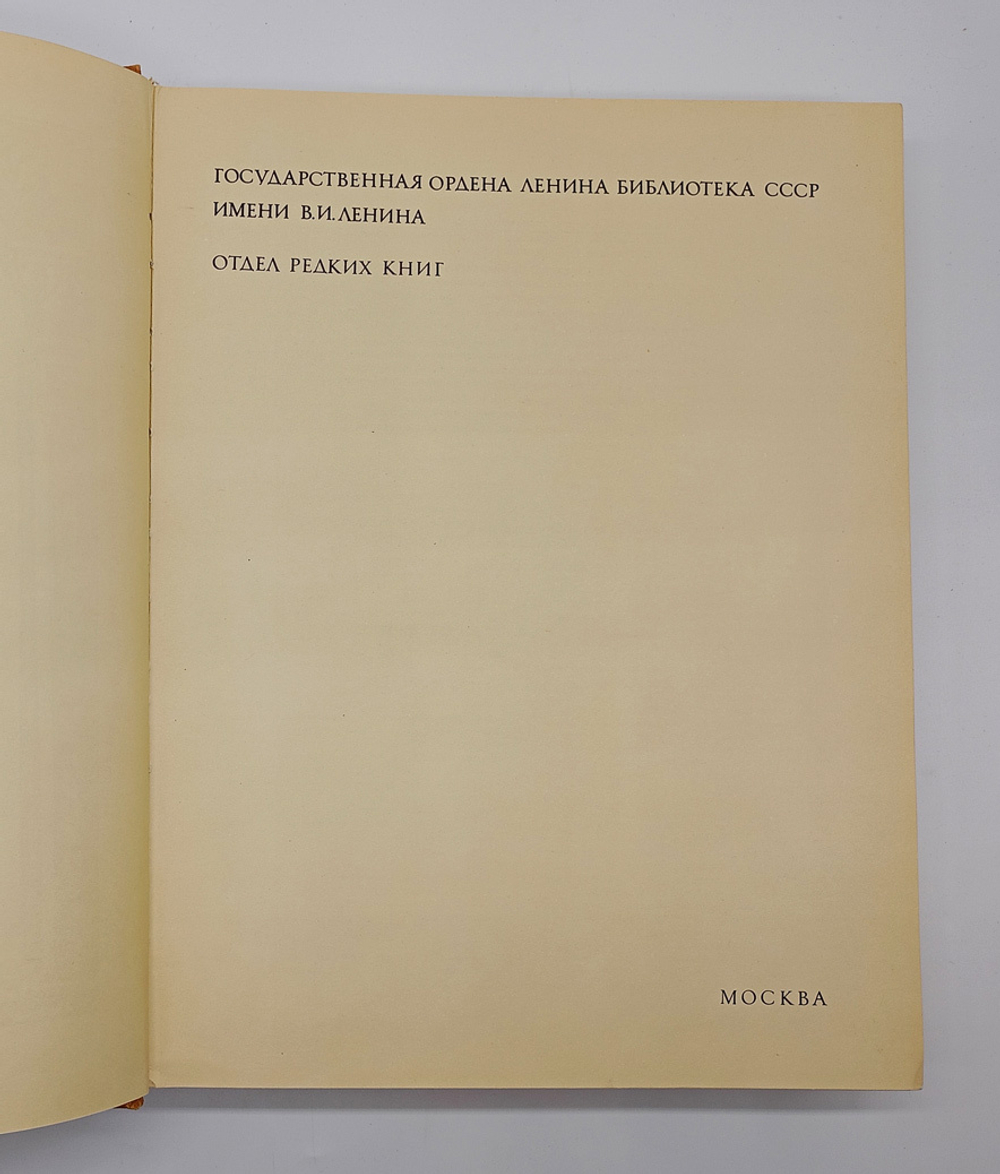 ГОСУДАРСТВЕННАЯ ОРДЕНА ЛЕНИНА БИБЛИОТЕКА СССР
ИМЕНИ В.И.ЛЕНИНА
ОТДЕЛ РЕДКИХ КНИГ
МОСКВА